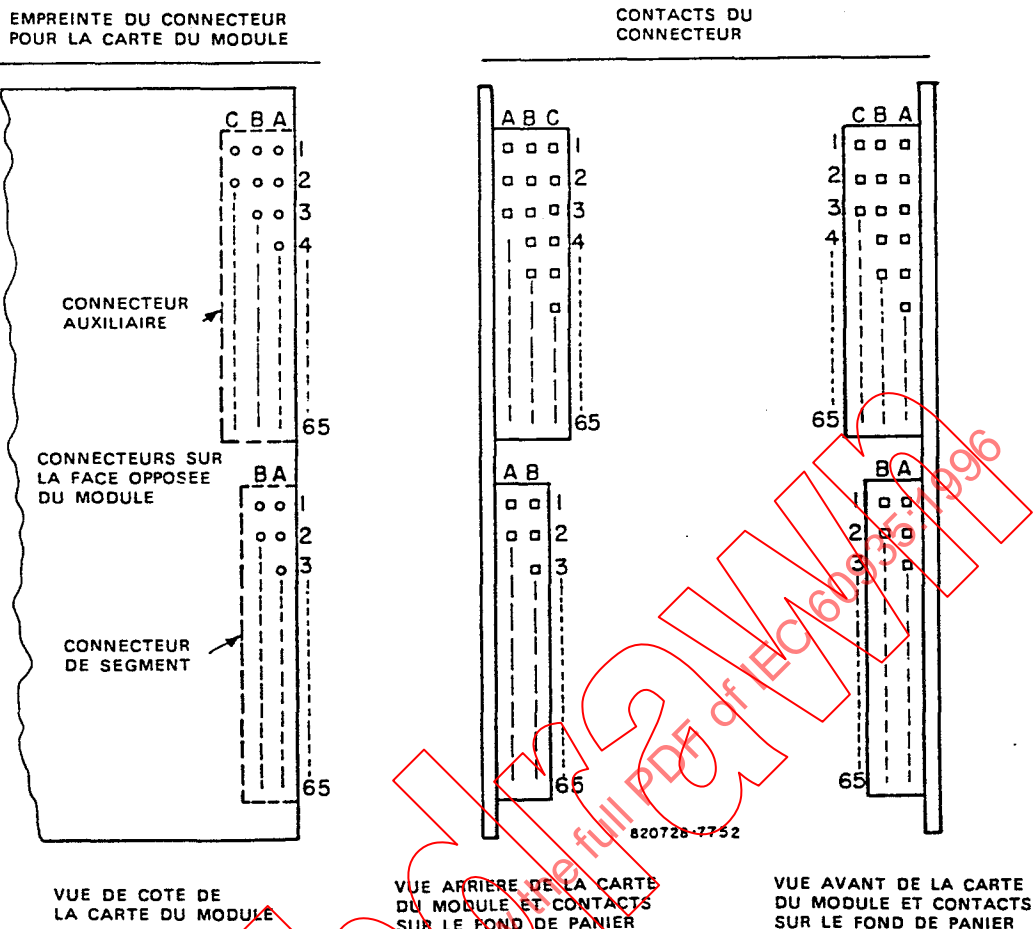 EMPREINTE DU CONNECTEUR
POUR LA CARTE DU MODULE
CONTACTS DU
CONNECTEUR
C B A
1
2
3
4
65
CONNECTEUR
AUXILIAIRE
CONNECTEURS SUR
LA FACE OPPOSEE
DU MODULE
B A
1
2
3
65
CONNECTEUR
DE SEGMENT
VUE DE COTE DE
LA CARTE DU MODULE
A B C
1
2
3
4
65
A B
1
2
3
65
820728-7752
VUE ARRIERE DE LA CARTE
DU MODULE ET CONTACTS
SUR LE FOND DE PANIER
C B A
1
2
3
4
65
B A
1
2
3
65
VUE AVANT DE LA CARTE
DU MODULE ET CONTACTS
SUR LE FOND DE PANIER
the full PDF of IEC 60935:1996